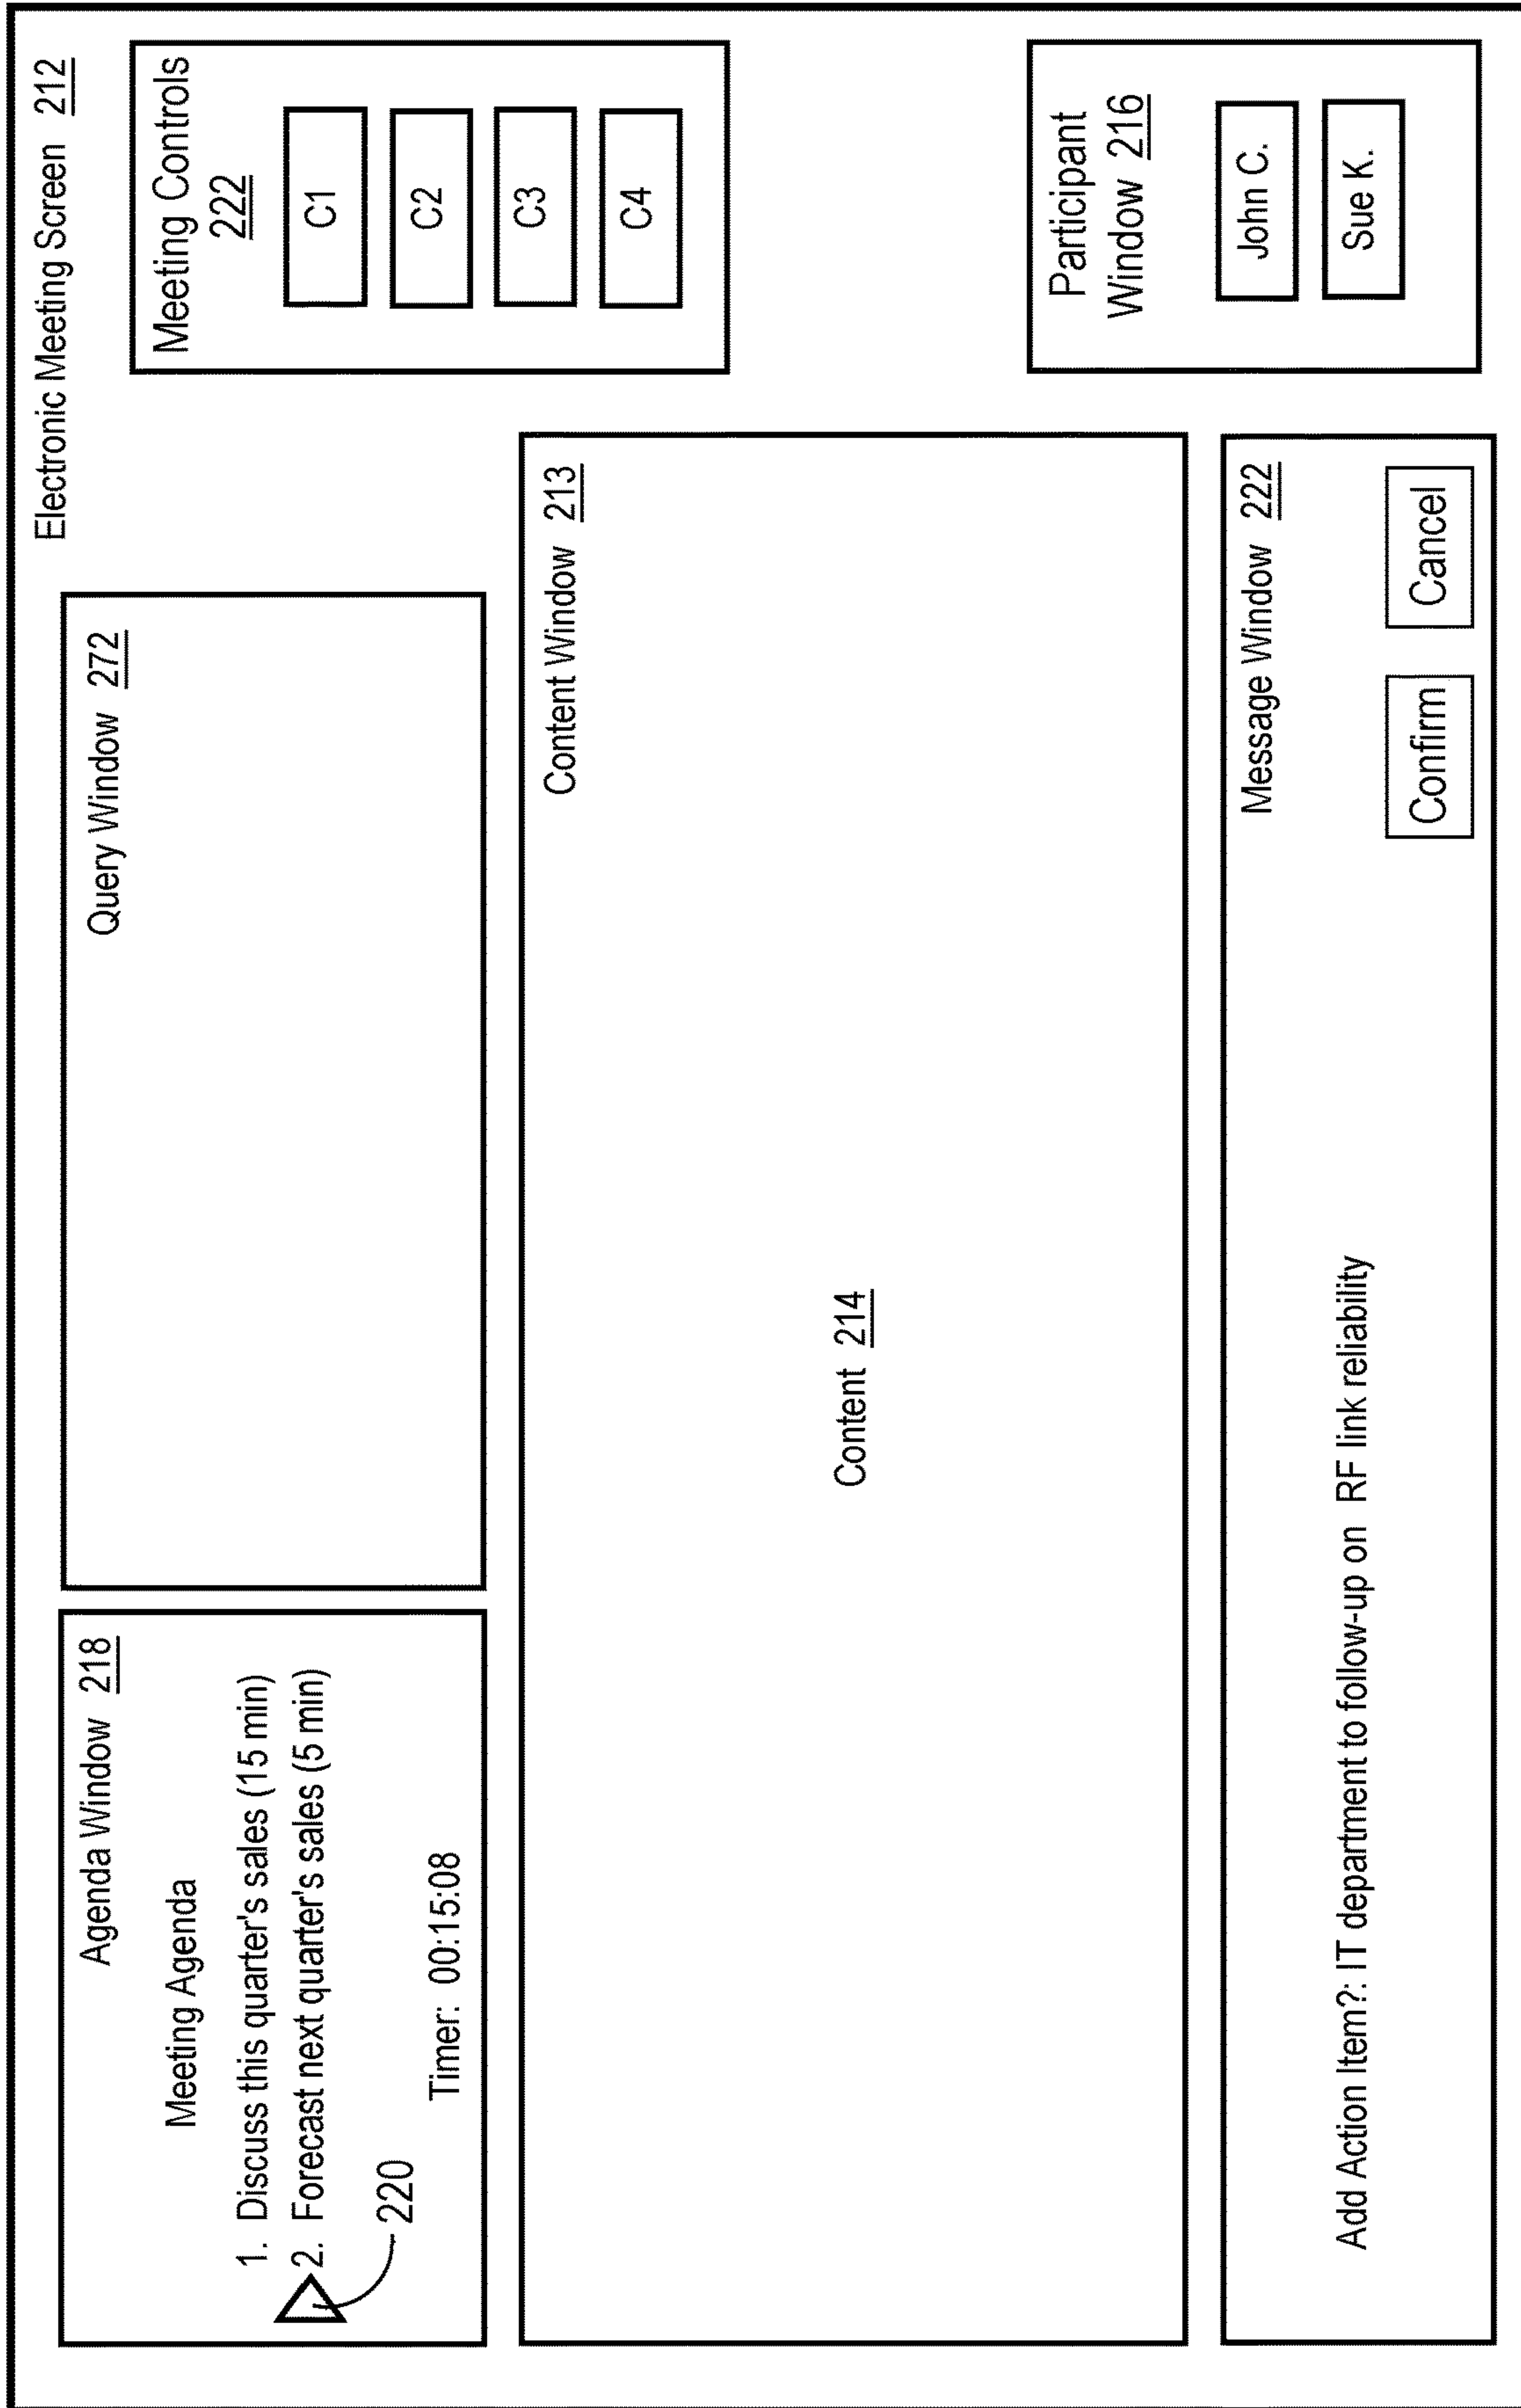 Electronic Meeting Screen 212
Agenda Window 218
Meeting Agenda
1. Discuss this quarter's sales (15 min)
2. Forecast next quarter's sales (5 min)
220
Timer: 00:15:08
Query Window 272
Meeting Controls
222
C1
C2
C3
C4
Content Window 213
Content 214
Participant
Window 216
John C.
Sue K.
Message Window 222
Add Action Item?: IT department to follow-up on RF link reliability
Confirm
Cancel